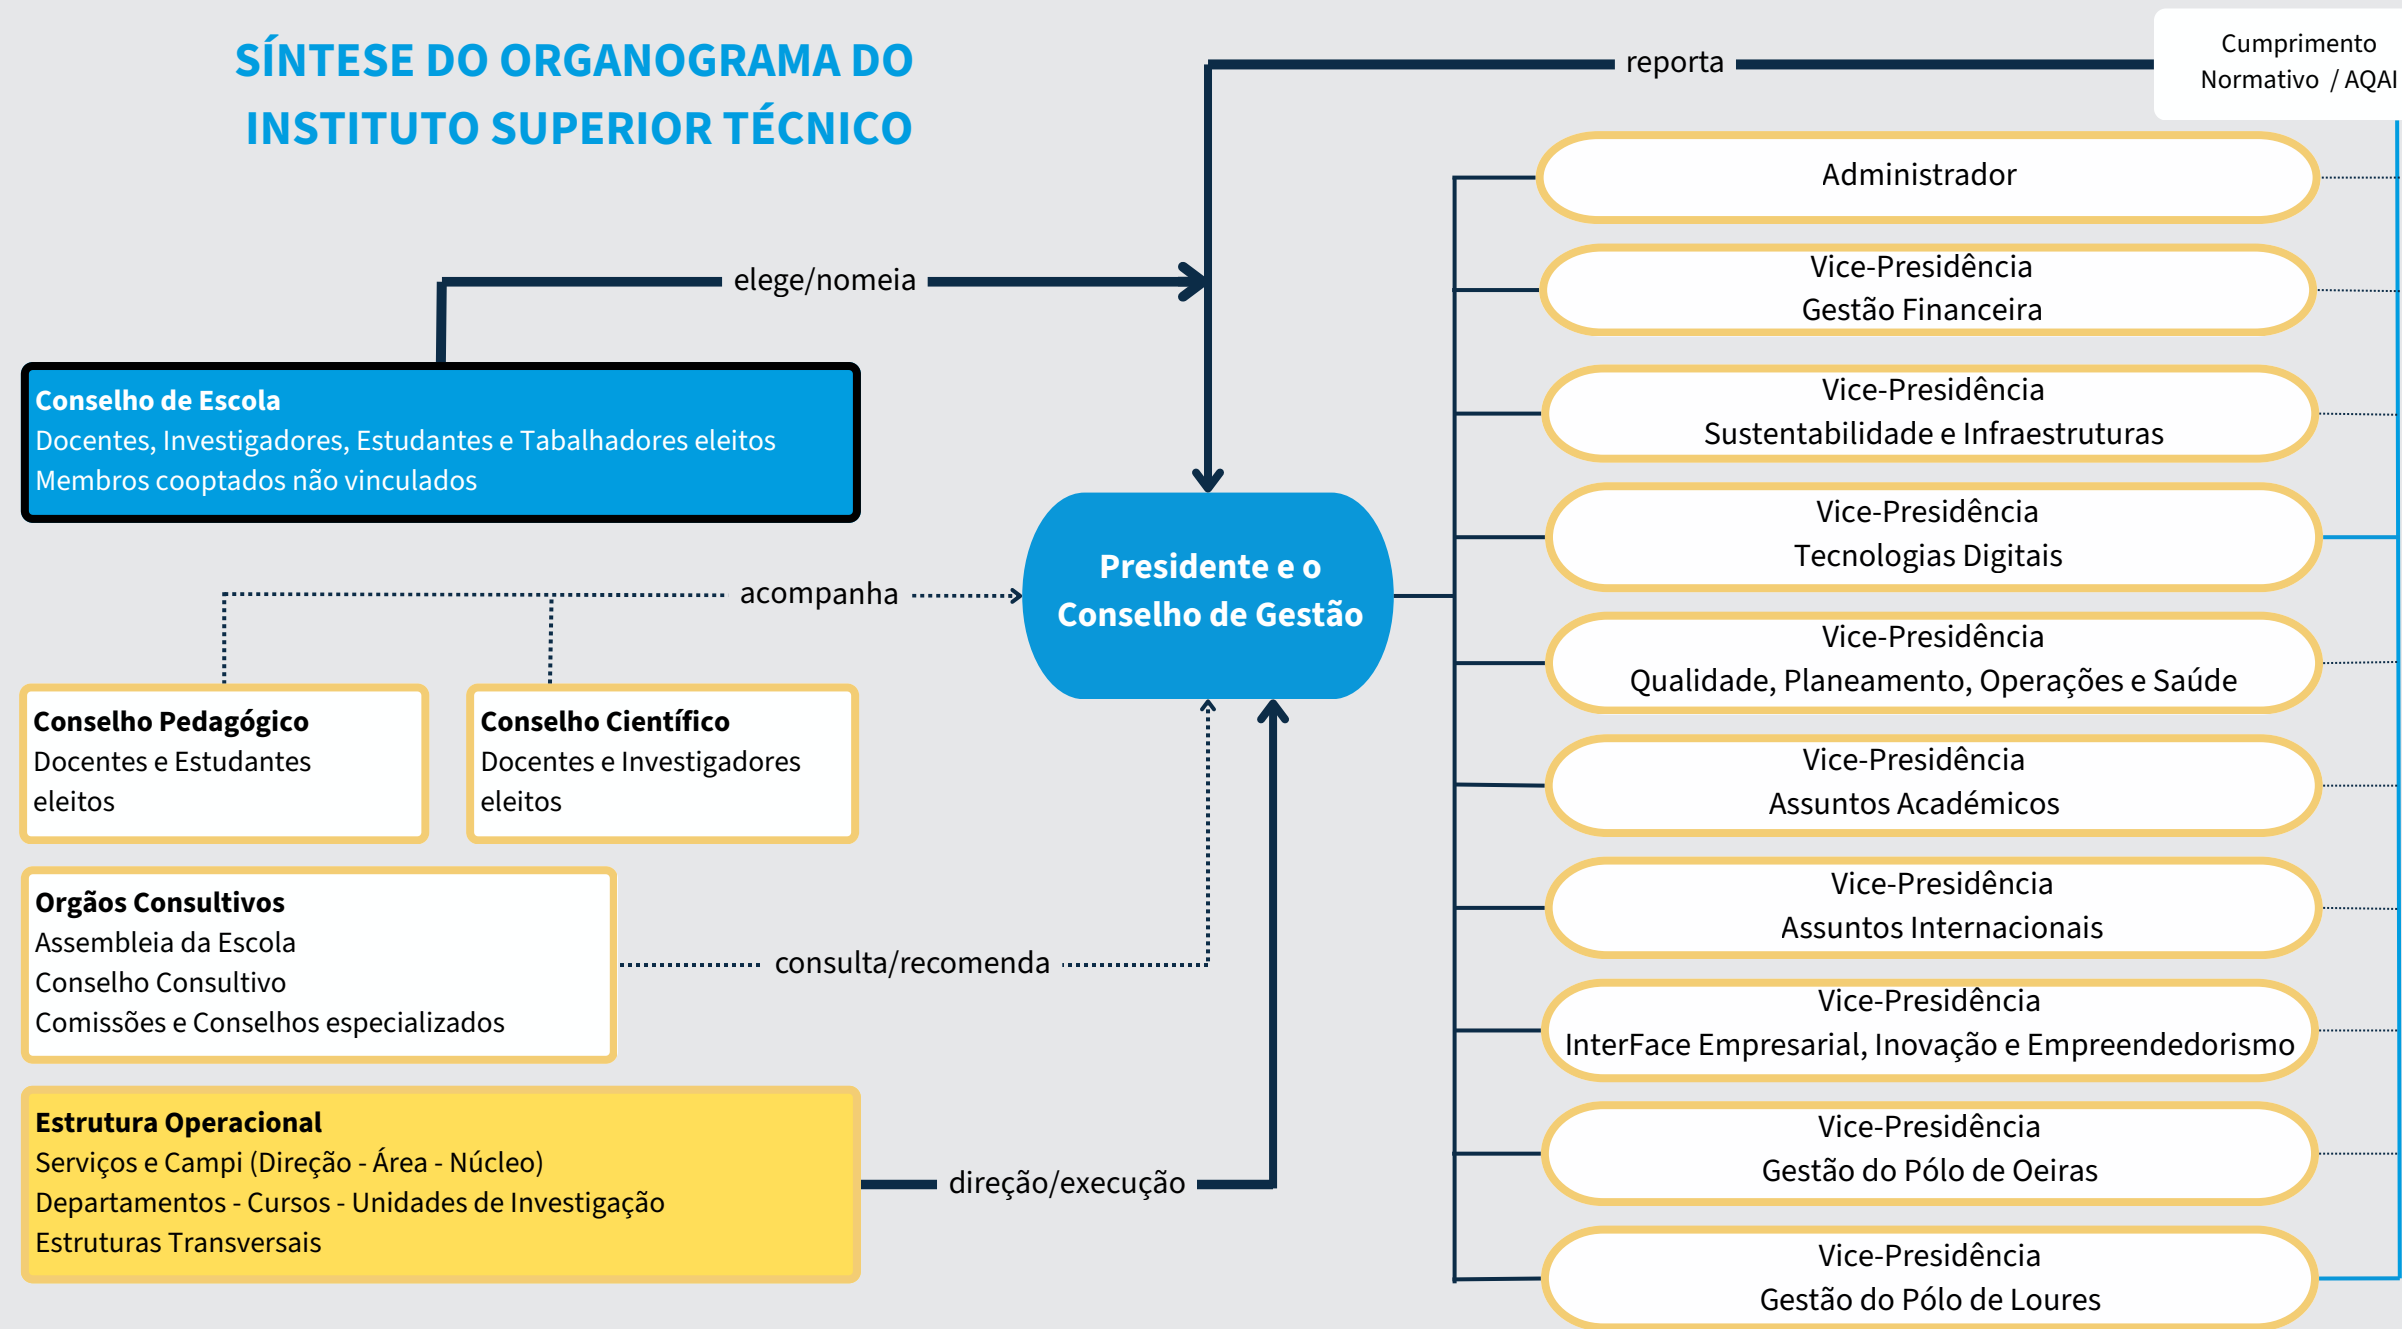 SÍNTESE DO ORGANOGRAMA DO
INSTITUTO SUPERIOR TÉCNICO
reporta
Cumprimento
Normativo / AQAI
elege/nomeia
Conselho de Escola
Docentes, Investigadores, Estudantes e Tabalhadores eleitos
Membros cooptados não vinculados
acompanha
Presidente e o
Conselho de Gestão
Conselho Pedagógico
Docentes e Estudantes
eleitos
Conselho Científico
Docentes e Investigadores
eleitos
Orgãos Consultivos
Assembleia da Escola
Conselho Consultivo
Comissões e Conselhos especializados
consulta/recomenda
Estrutura Operacional
Serviços e Campi (Direção - Área - Núcleo)
Departamentos - Cursos - Unidades de Investigação
Estruturas Transversais
direção/execução
Administrador
Vice-Presidência
Gestão Financeira
Vice-Presidência
Sustentabilidade e Infraestruturas
Vice-Presidência
Tecnologias Digitais
Vice-Presidência
Qualidade, Planeamento, Operações e Saúde
Vice-Presidência
Assuntos Académicos
Vice-Presidência
Assuntos Internacionais
Vice-Presidência
InterFace Empresarial, Inovação e Empreendedorismo
Vice-Presidência
Gestão do Pólo de Oeiras
Vice-Presidência
Gestão do Pólo de Loures